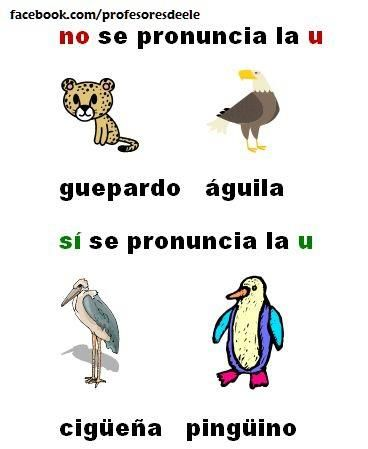 facebook.com/profesoresdeele
no se pronuncia la u
guepardo águila
sí se pronuncia la u
cigüeña pingüino